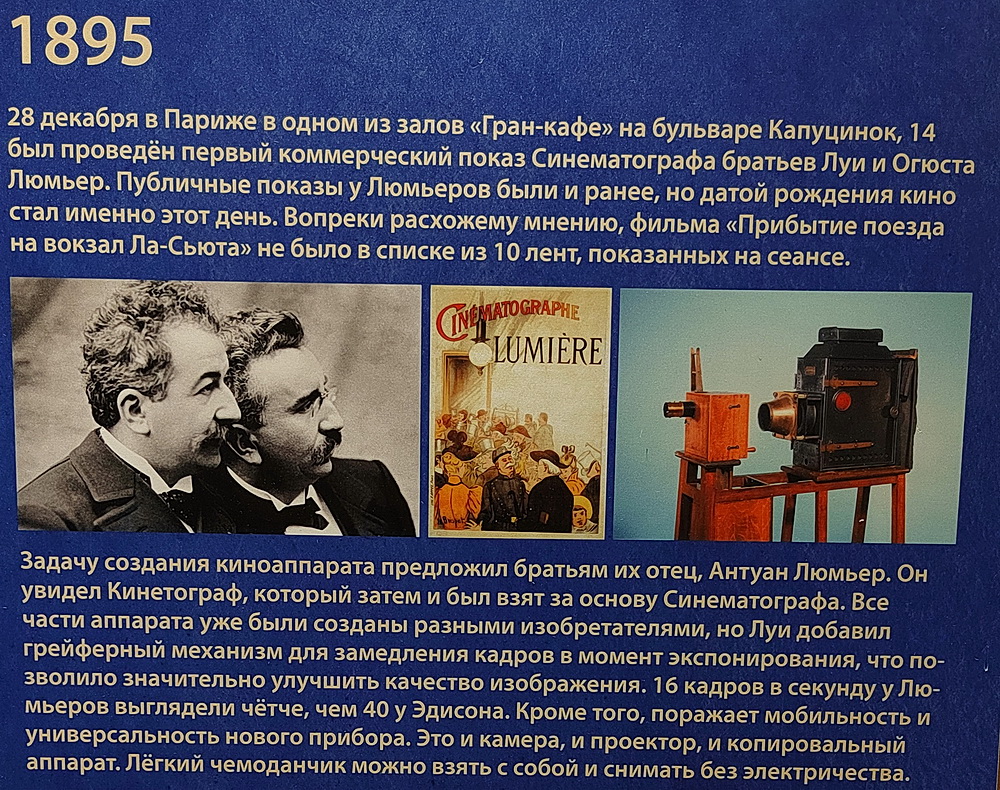 1895
28 декабря в Париже в одном из залов «Гран-кафе» на бульваре Капуцинок, 14
был проведён первый коммерческий показ Синематографа братьев Луи и Огюста
Люмьер. Публичные показы у Люмьеров были и ранее, но датой рождения кино
стал именно этот день. Вопреки расхожему мнению, фильма «Прибытие поезда
на вокзал Ла-Сьюта» не было в списке из 10 лент, показанных на сеансе.
CINÉMATOGRAPHE
LUMIÈRE
Задачу создания киноаппарата предложил братьям их отец, Антуан Люмьер. Он
увидел Кинетограф, который затем и был взят за основу Синематографа. Все
части аппарата уже были созданы разными изобретателями, но Луи добавил
грейферный механизм для замедления кадров в момент экспонирования, что по-
зволило значительно улучшить качество изображения. 16 кадров в секунду у Лю-
мьеров выглядели чётче, чем 40 у Эдисона. Кроме того, поражает мобильность и
универсальность нового прибора. Это и камера, и проектор, и копировальный
аппарат. Лёгкий чемоданчик можно взять с собой и снимать без электричества.